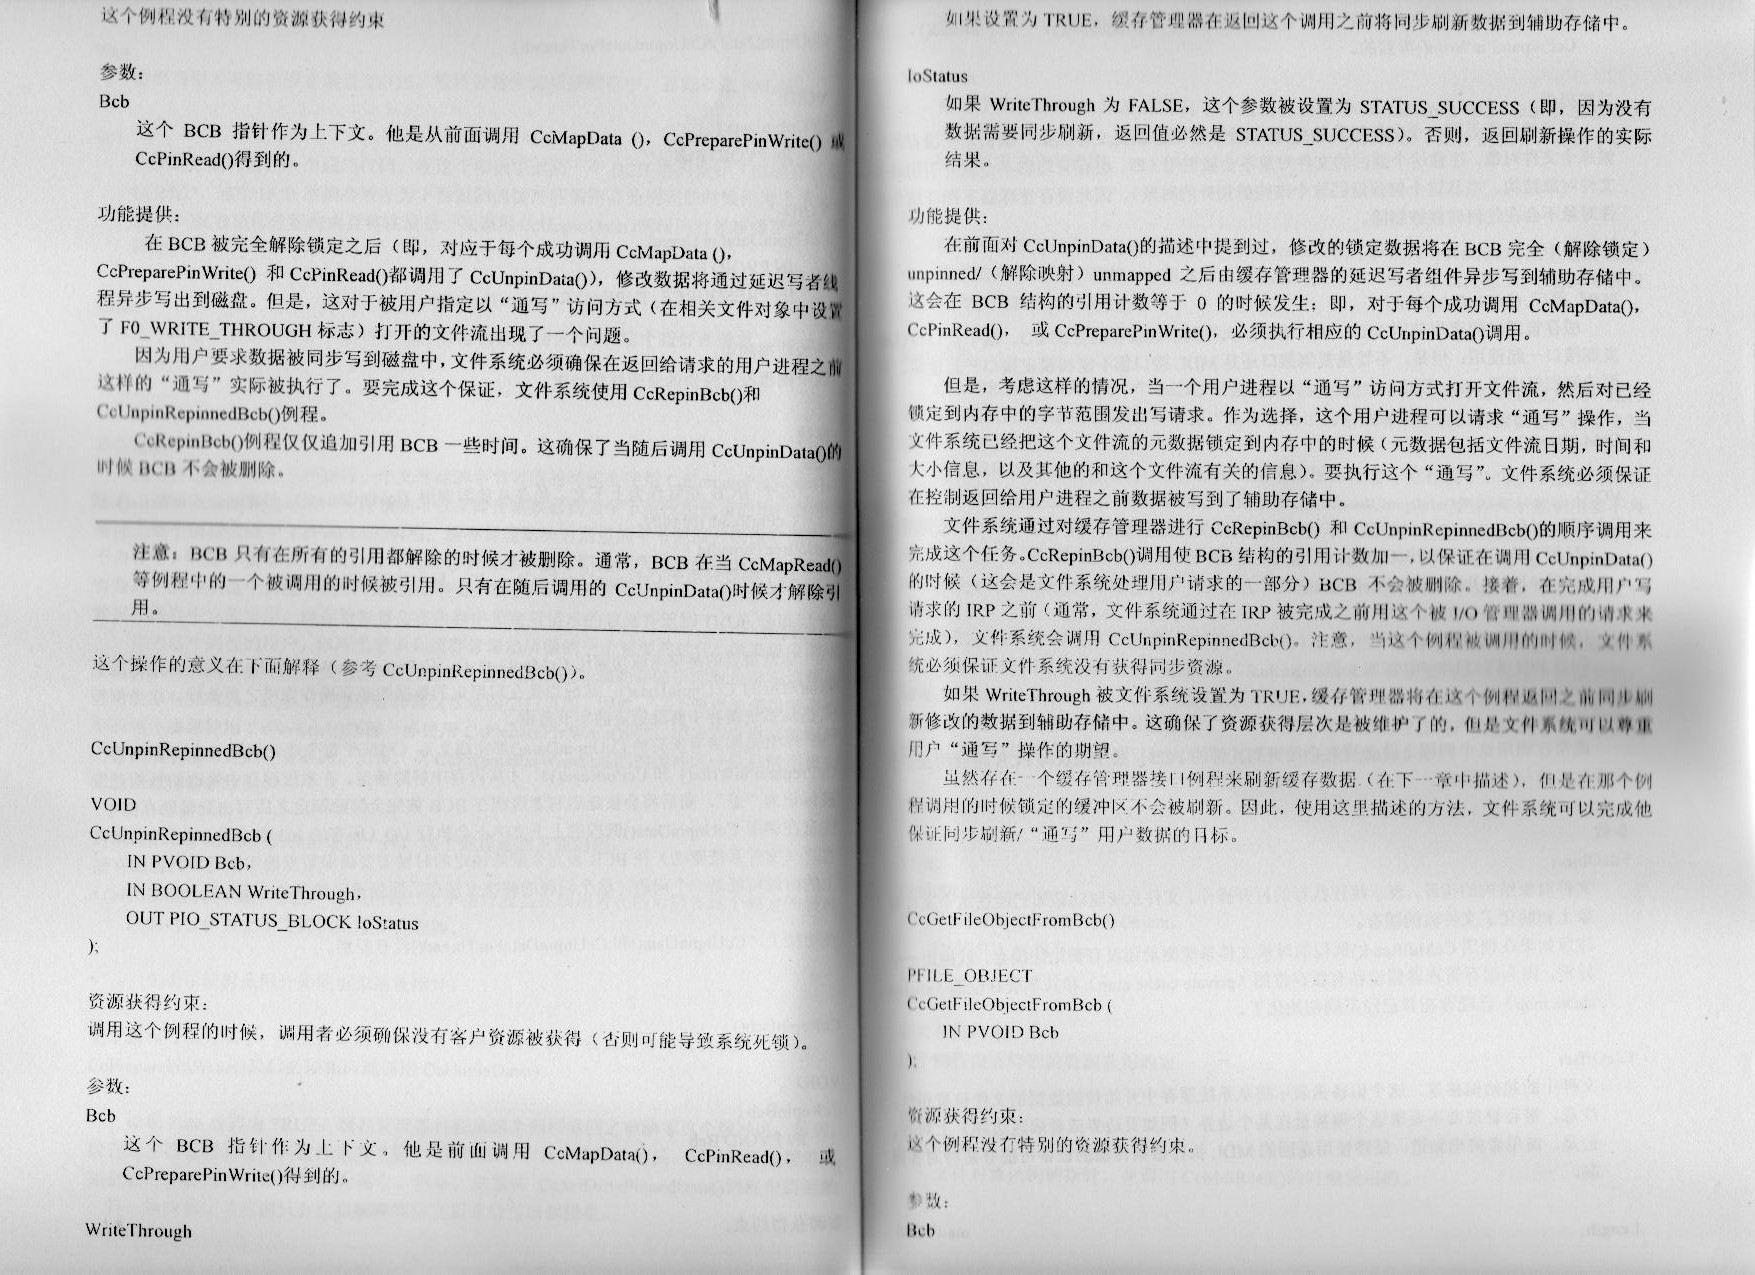 这个例程没有特别的资源获得约束
参数：
Bcb
这个 BCB 指针作为上下文。他是从前面调用 CcMapData ()，CcPreparePinWrite() 或
CcPinRead()得到的。
功能提供：
在 BCB 被完全解除锁定之后（即，对应于每个成功调用 CcMapData ()，
CcPreparePinWrite() 和 CcPinRead()都调用了 CcUnpinData())，修改数据将通过延迟写者线
程异步写出到磁盘。但是，这对于被用户指定以“通写”访问方式（在相关文件对象中设置
了 F0_WRITE_THROUGH 标志）打开的文件流出现了一个问题。
因为用户要求数据被同步写到磁盘中，文件系统必须确保在返回给请求的用户进程之前
这样的“通写”实际被执行了。要完成这个保证，文件系统使用 CcRepinBcb()和
CcUnpinRepinnedBcb()例程。
CcRepinBcb()例程仅仅追加引用 BCB 一些时间。这确保了当随后调用 CcUnpinData()的
时候 BCB 不会被删除。
注意：BCB 只有在所有的引用都解除的时候才被删除。通常，BCB 在当 CcMapRead()
等例程中的一个被调用的时候被引用。只有在随后调用的 CcUnpinData()时候才解除引
用。
这个操作的意义在下面解释（参考 CcUnpinRepinnedBcb()）。
CcUnpinRepinnedBcb()
VOID
CcUnpinRepinnedBcb (
IN PVOID Bcb，
IN BOOLEAN WriteThrough，
OUT PIO_STATUS_BLOCK IoStatus
);
资源获得约束：
调用这个例程的时候，调用者必须确保没有客户资源被获得（否则可能导致系统死锁）。
参数：
Bcb
这个 BCB 指针作为上下文。他是前面调用 CcMapData()， CcPinRead()， 或
CcPreparePinWrite()得到的。
WriteThrough
如果设置为 TRUE，缓存管理器在返回这个调用之前将同步刷新数据到辅助存储中。
IoStatus
如果 WriteThrough 为 FALSE，这个参数被设置为 STATUS_SUCCESS（即，因为没有
数据需要同步刷新，返回值必然是 STATUS_SUCCESS）。否则，返回刷新操作的实际
结果。
功能提供：
在前面对 CcUnpinData()的描述中提到过，修改的锁定数据将在 BCB 完全（解除锁定）
unpinned/（解除映射）unmapped 之后由缓存管理器的延迟写者组件异步写到辅助存储中。
这会在 BCB 结构的引用计数等于 0 的时候发生；即，对于每个成功调用 CcMapData()，
CcPinRead()， 或 CcPreparePinWrite()，必须执行相应的 CcUnpinData()调用。
但是，考虑这样的情况，当一个用户进程以“通写”访问方式打开文件流，然后对已经
锁定到内存中的字节范围发出写请求。作为选择，这个用户进程可以请求“通写”操作，当
文件系统已经把这个文件流的元数据锁定到内存中的时候（元数据包括文件流日期，时间和
大小信息，以及其他的和这个文件流有关的信息）。要执行这个“通写”。文件系统必须保证
在控制返回给用户进程之前数据被写到了辅助存储中。
文件系统通过对缓存管理器进行 CcRepinBcb() 和 CcUnpinRepinnedBcb()的顺序调用来
完成这个任务。CcRepinBcb()调用使 BCB 结构的引用计数加一，以保证在调用 CcUnpinData()
的时候（这会是文件系统处理用户请求的一部分）BCB 不会被删除。接着，在完成用户写
请求的 IRP 之前（通常，文件系统通过在 IRP 被完成之前用这个被 I/O 管理器调用的请求来
完成），文件系统会调用 CcUnpinRepinnedBcb()。注意，当这个例程被调用的时候，文件系
统必须保证文件系统没有获得同步资源。
如果 WriteThrough 被文件系统设置为 TRUE，缓存管理器将在这个例程返回之前同步刷
新修改的数据到辅助存储中。这确保了资源获得层次是被维护了的，但是文件系统可以尊重
用户“通写”操作的期望。
虽然存在一个缓存管理器接口例程来刷新缓存数据（在下一章中描述），但是在那个例
程调用的时候锁定的缓冲区不会被刷新。因此，使用这里描述的方法，文件系统可以完成他
保证同步刷新/“通写”用户数据的目标。
CcGetFileObjectFromBcb()
PFILE_OBJECT
CcGetFileObjectFromBcb (
IN PVOID Bcb
);
资源获得约束：
这个例程没有特别的资源获得约束。
参数：
Bcb